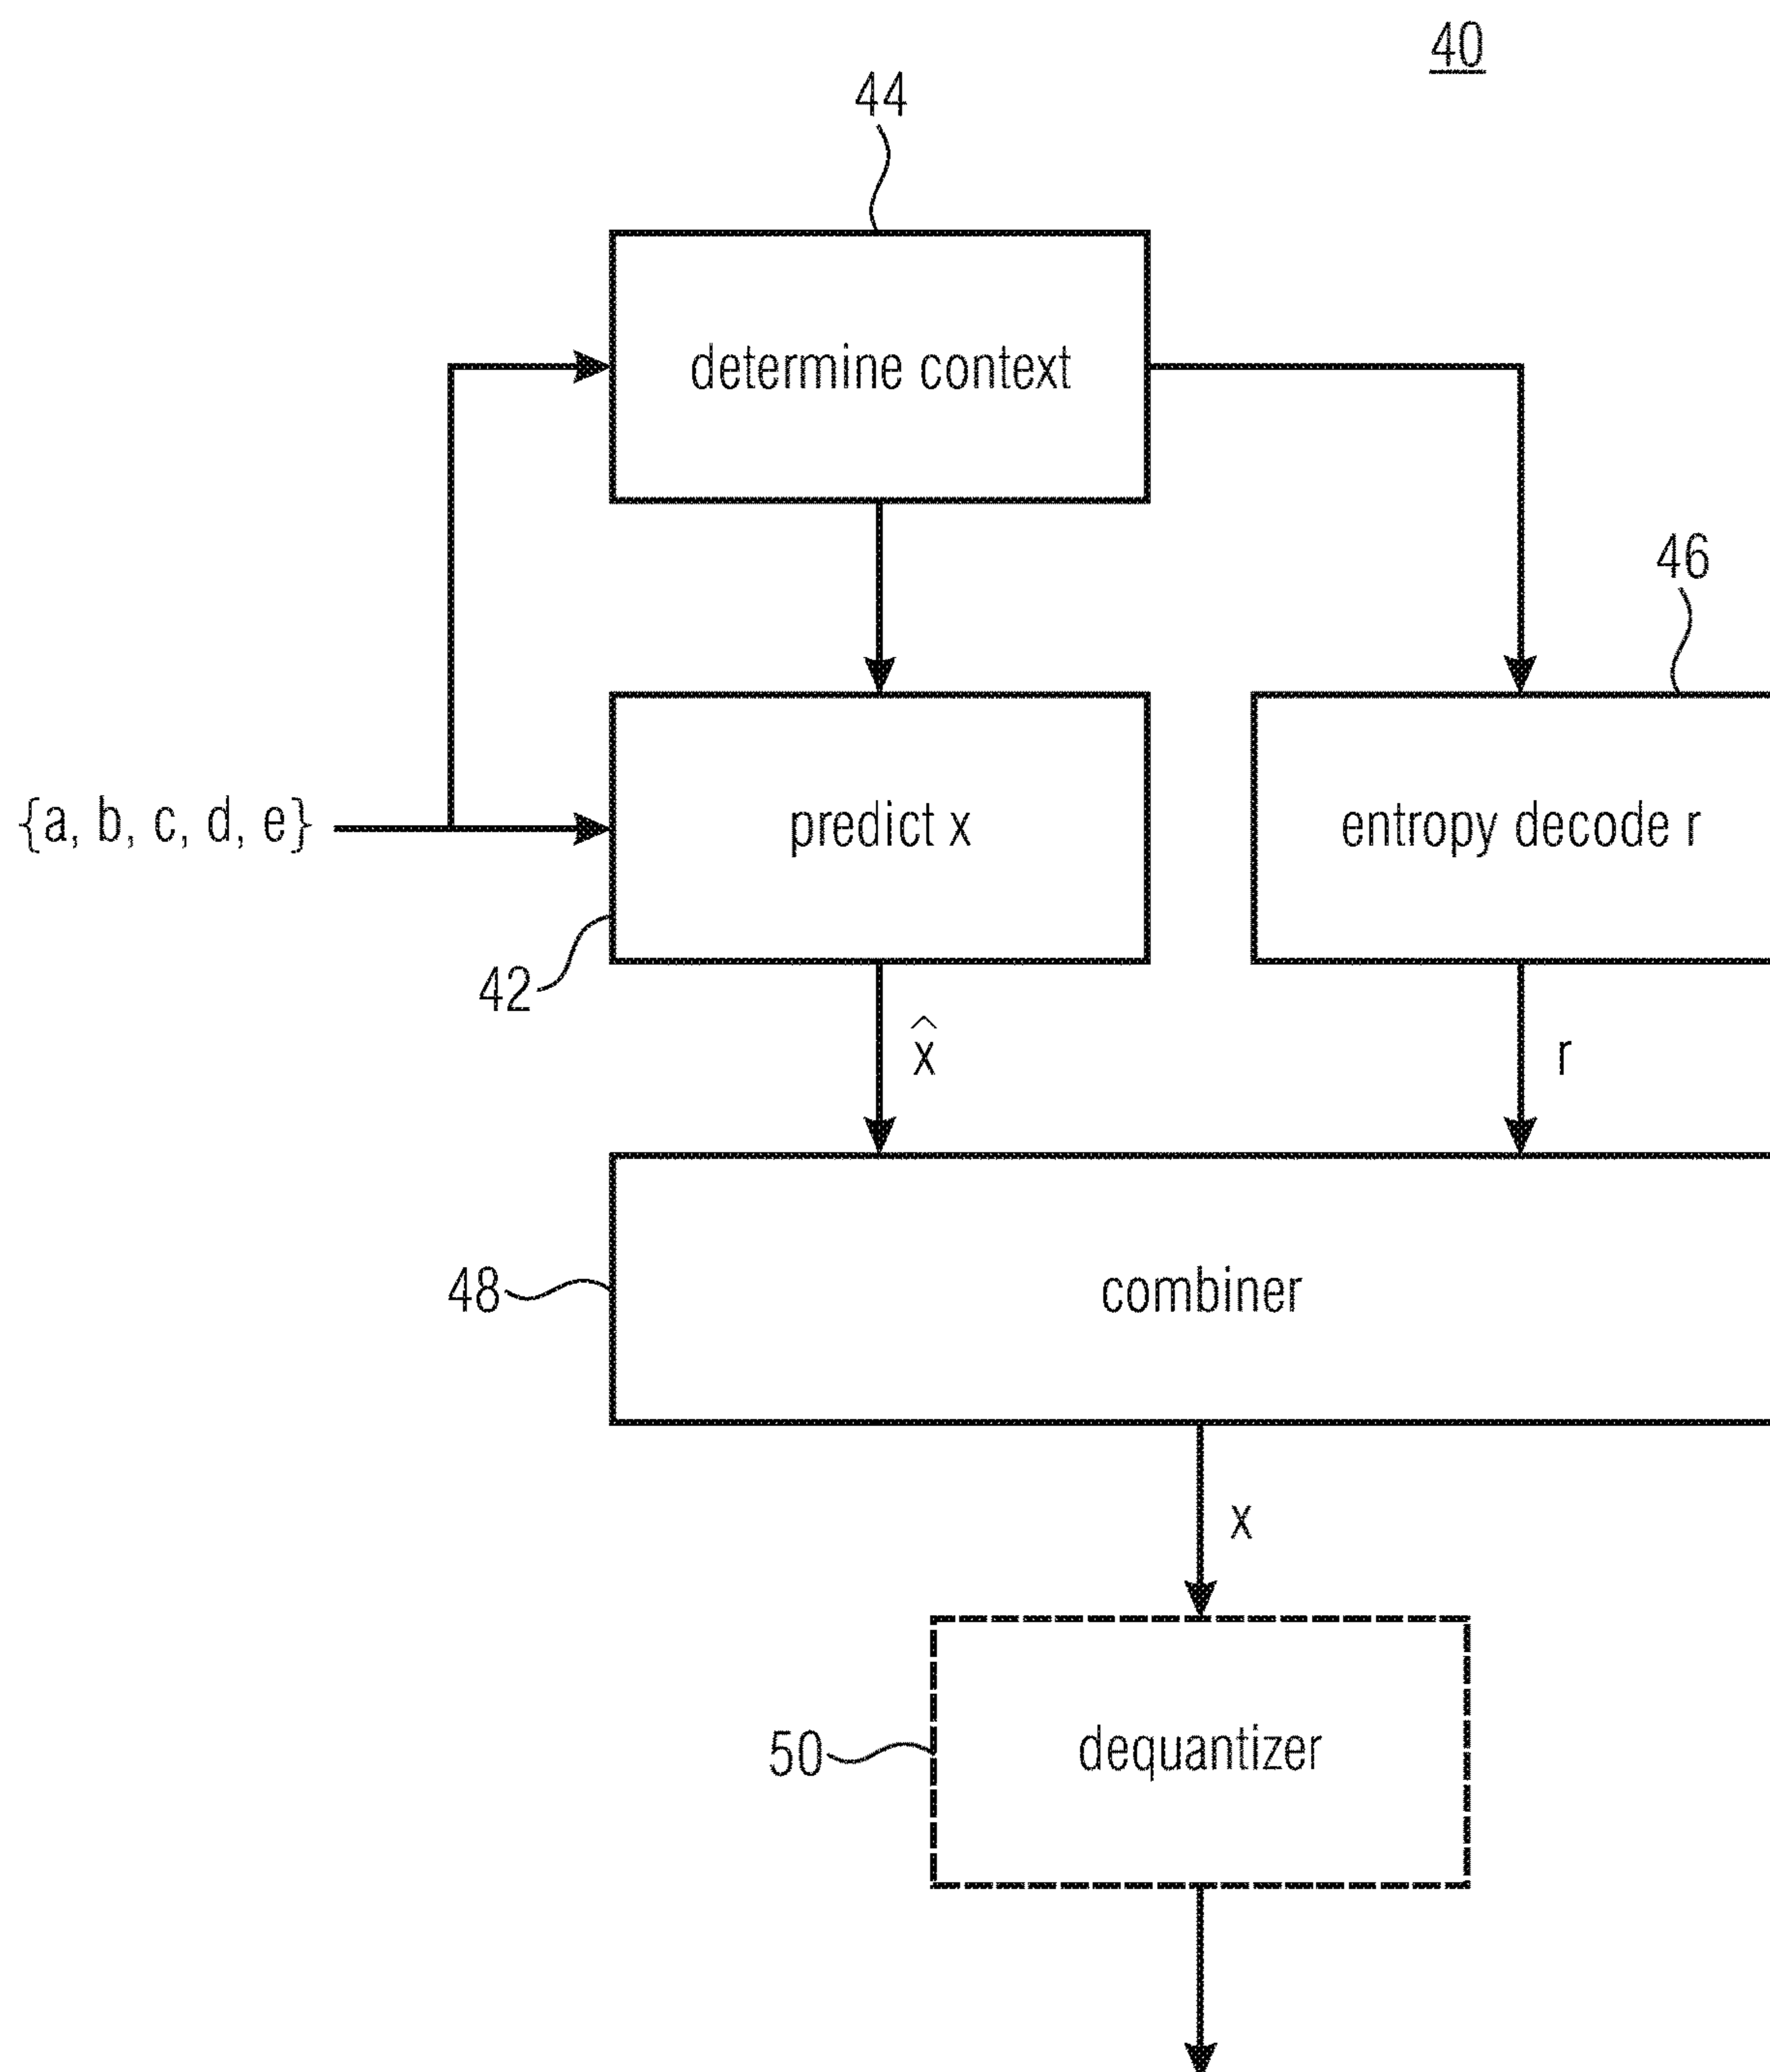 40
44
determine context
46
{a, b, c, d, e}
predict x
entropy decode r
42
x̂
r
48
combiner
x
50
dequantizer